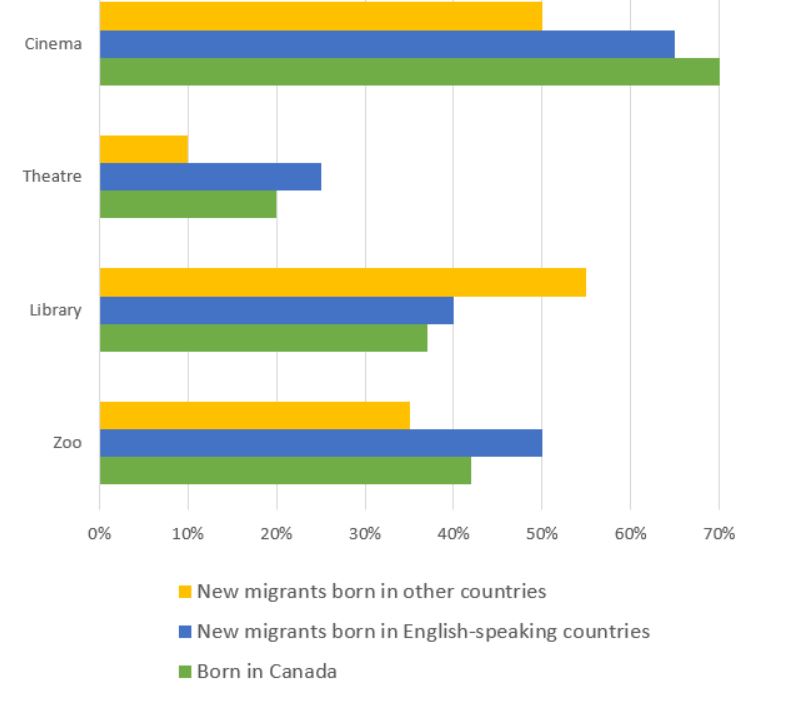 Cinema
Theatre
Library
Zoo
0% 10% 20% 30% 40% 50% 60% 70%
New migrants born in other countries
New migrants born in English-speaking countries
Born in Canada